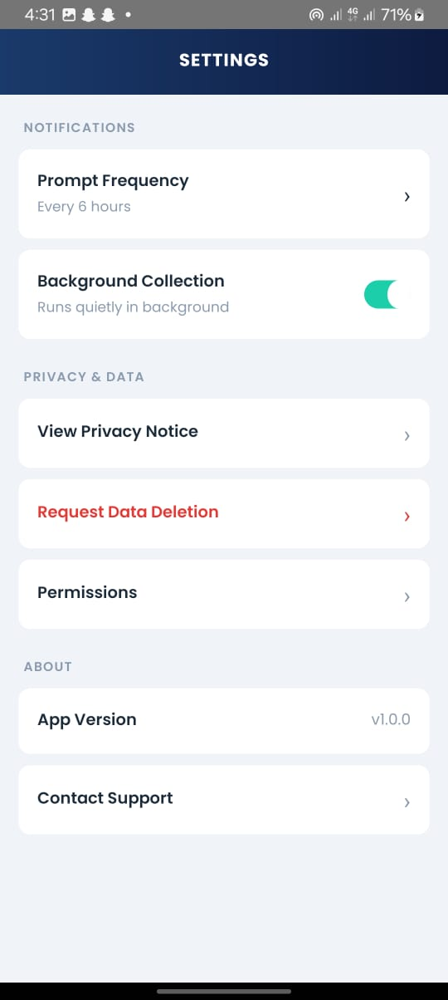 4:31
4G
71%
SETTINGS
NOTIFICATIONS
Prompt Frequency
Every 6 hours
Background Collection
Runs quietly in background
PRIVACY & DATA
View Privacy Notice
Request Data Deletion
Permissions
ABOUT
App Version
v1.0.0
Contact Support